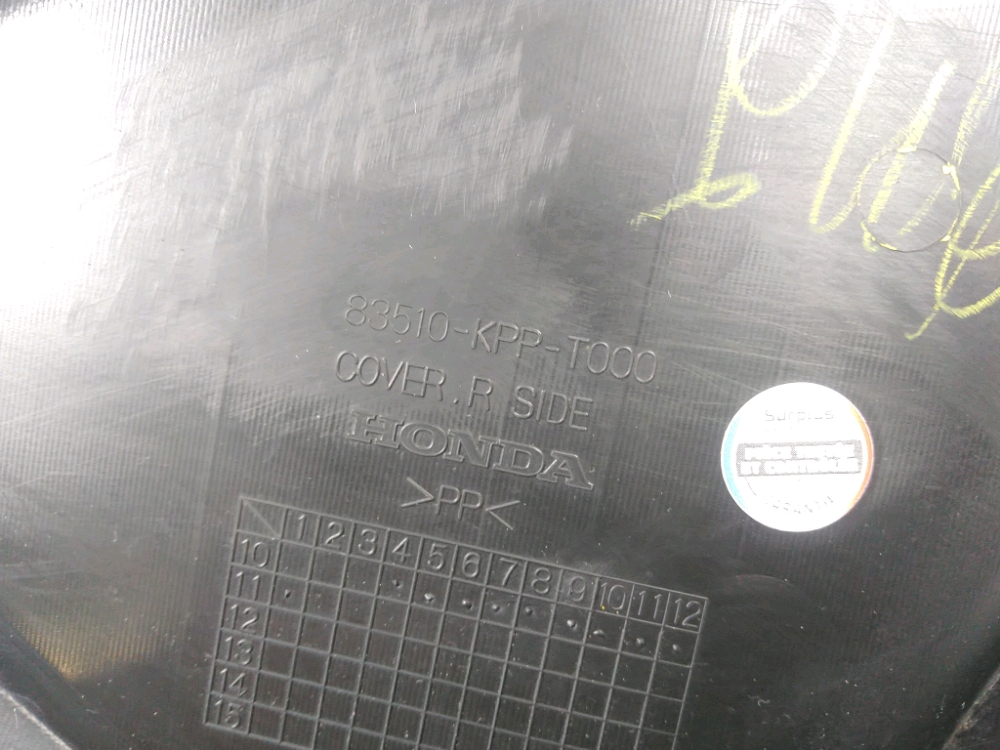 83510-KPP-T000
COVER.R SIDE
HONDA
>PP<
1 2 3 4 5 6 7 8 9 10 11 12
10
11
12
13
14
15
Surplus